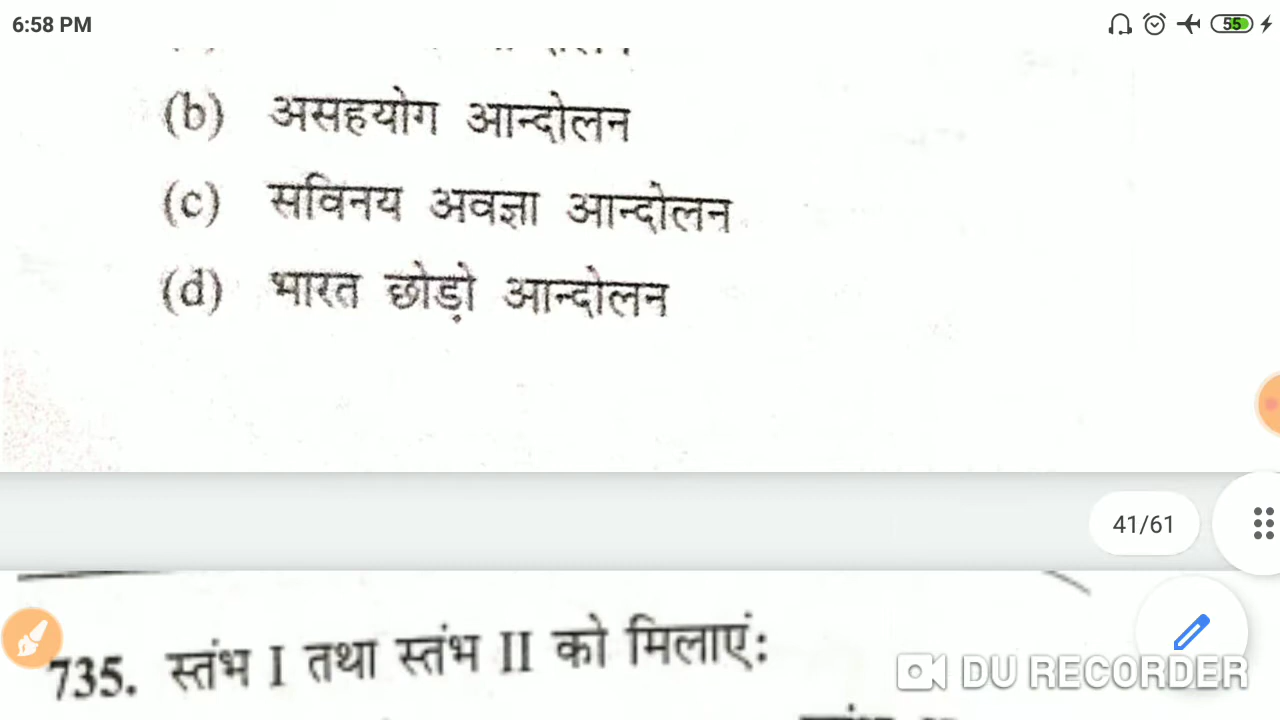 6:58 PM
55
(b) असहयोग आन्दोलन
(c) सविनय अवज्ञा आन्दोलन
(d) भारत छोड़ो आन्दोलन
41/61
735. स्तंभ I तथा स्तंभ II को मिलाएं:
DU RECORDER